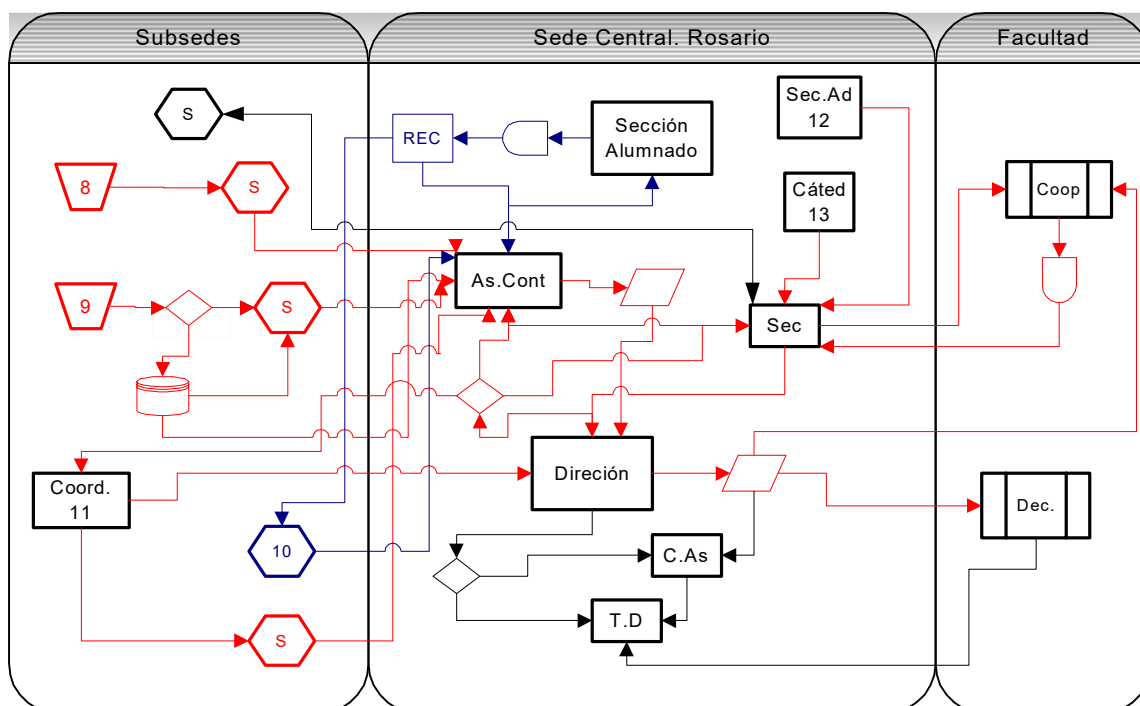 Subsedes
Sede Central. Rosario
Facultad
S
REC
Sección
Alumnado
Sec.Ad
12
8
S
Cáted
13
Coop
9
S
As.Cont
Sec
Coord.
11
Direción
Dec.
10
C.As
T.D
S